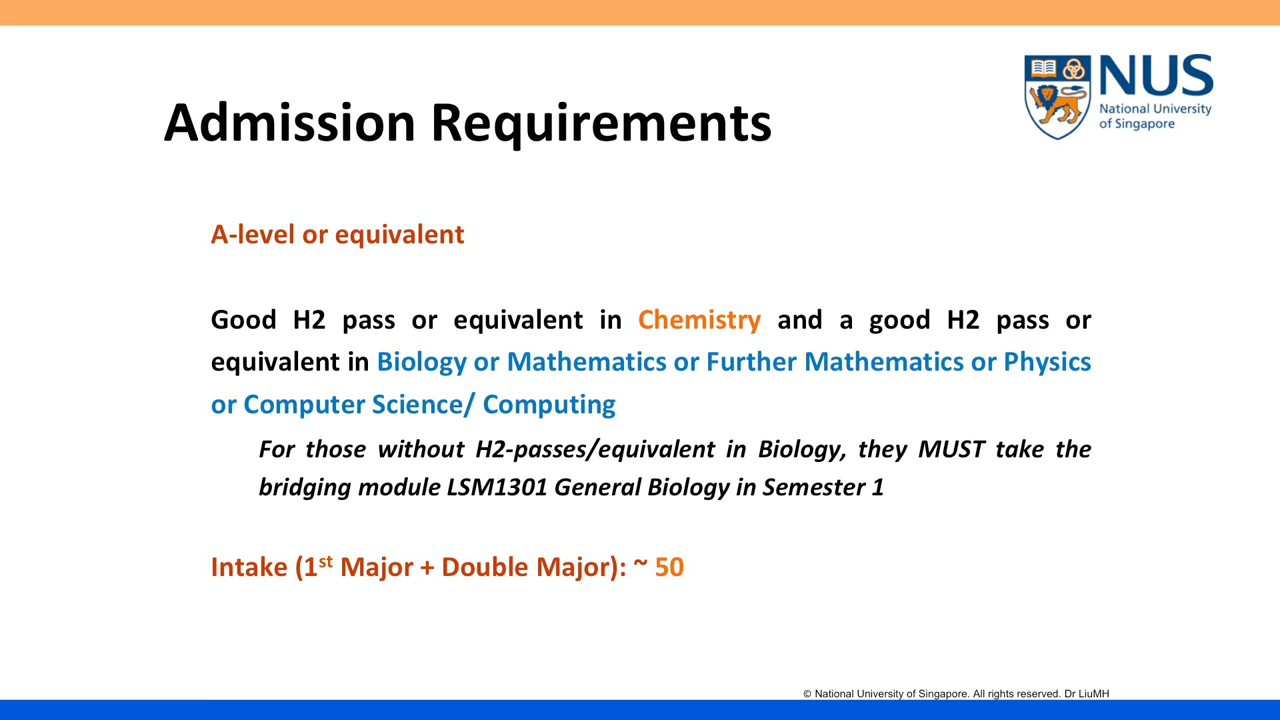 NUS
National University
of Singapore
Admission Requirements
A-level or equivalent
Good H2 pass or equivalent in Chemistry and a good H2 pass or
equivalent in Biology or Mathematics or Further Mathematics or Physics
or Computer Science/ Computing
For those without H2-passes/equivalent in Biology, they MUST take the
bridging module LSM1301 General Biology in Semester 1
Intake (1st Major + Double Major): ~ 50
© National University of Singapore. All rights reserved. Dr LiuMH